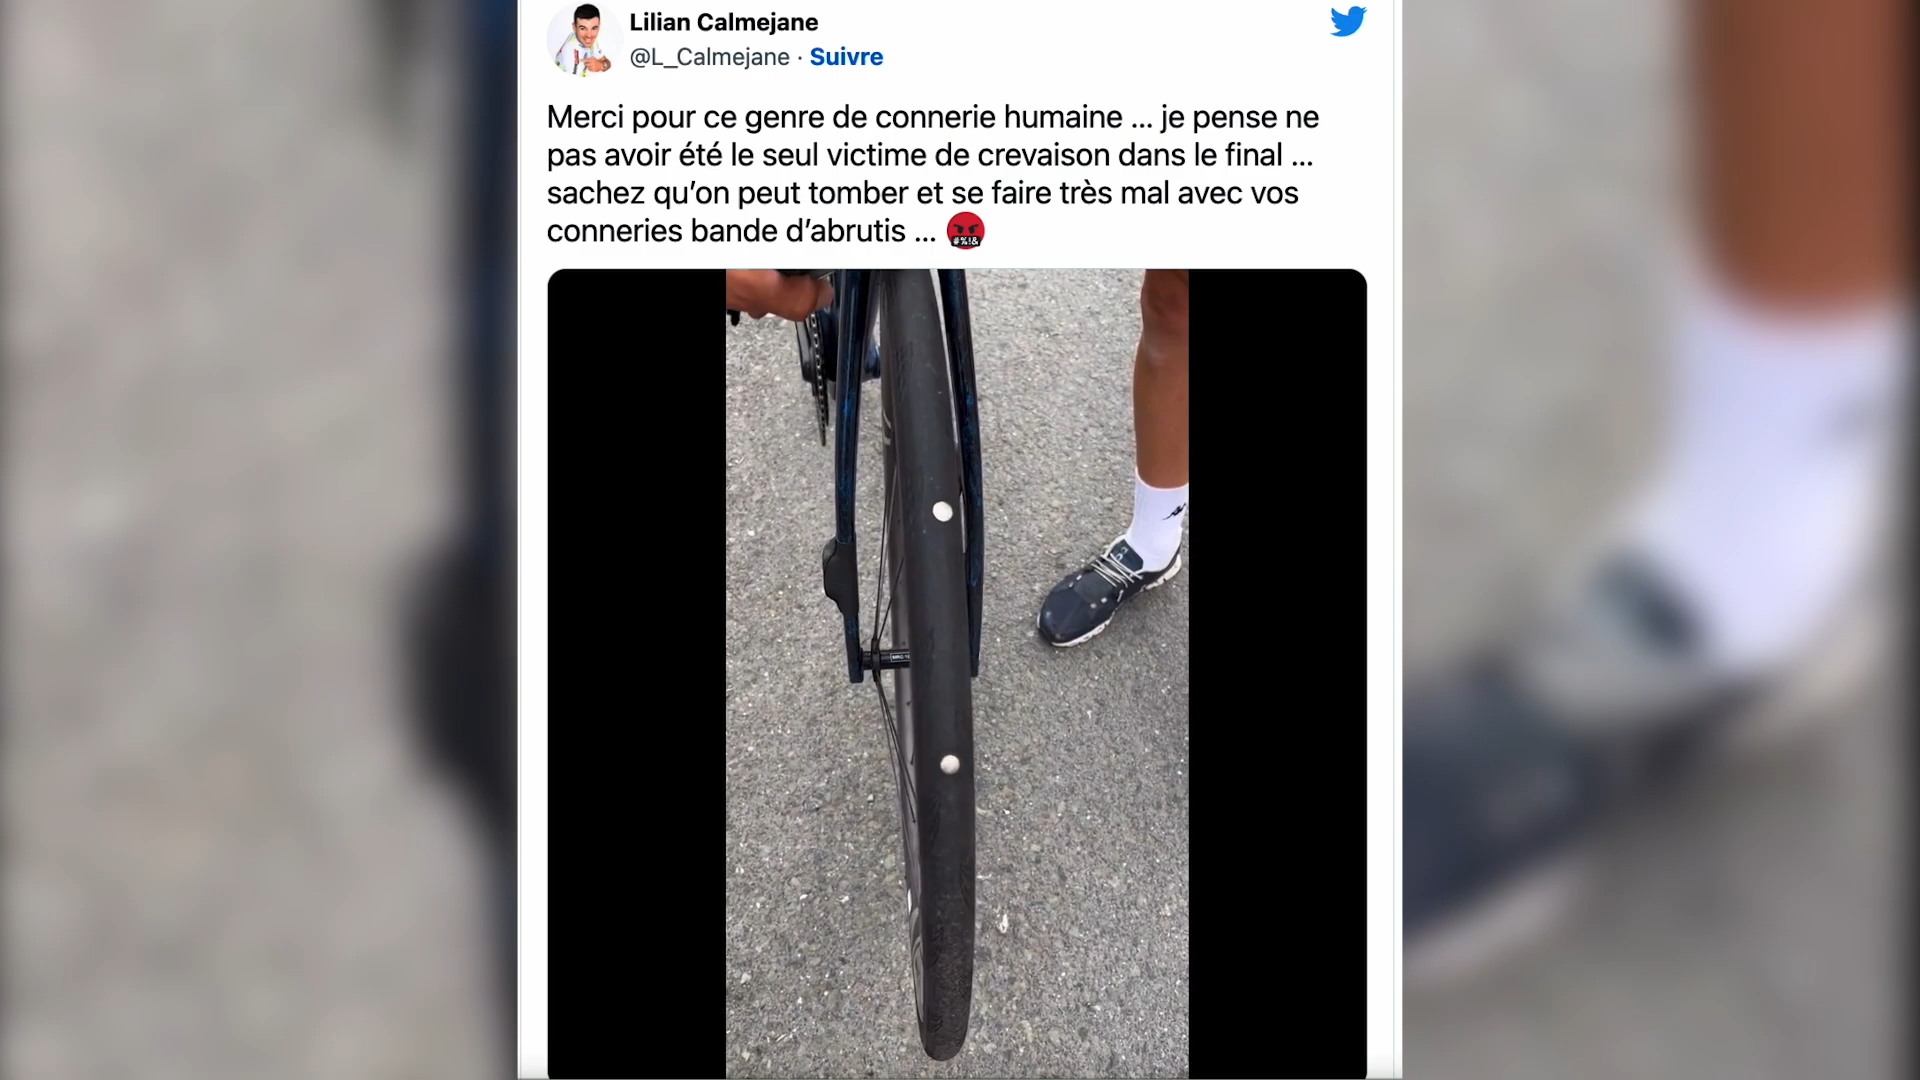 Lilian Calmejane
@L_Calmejane · Suivre
Merci pour ce genre de connerie humaine ... je pense ne
pas avoir été le seul victime de crevaison dans le final ...
sachez qu’on peut tomber et se faire très mal avec vos
conneries bande d’abrutis ...